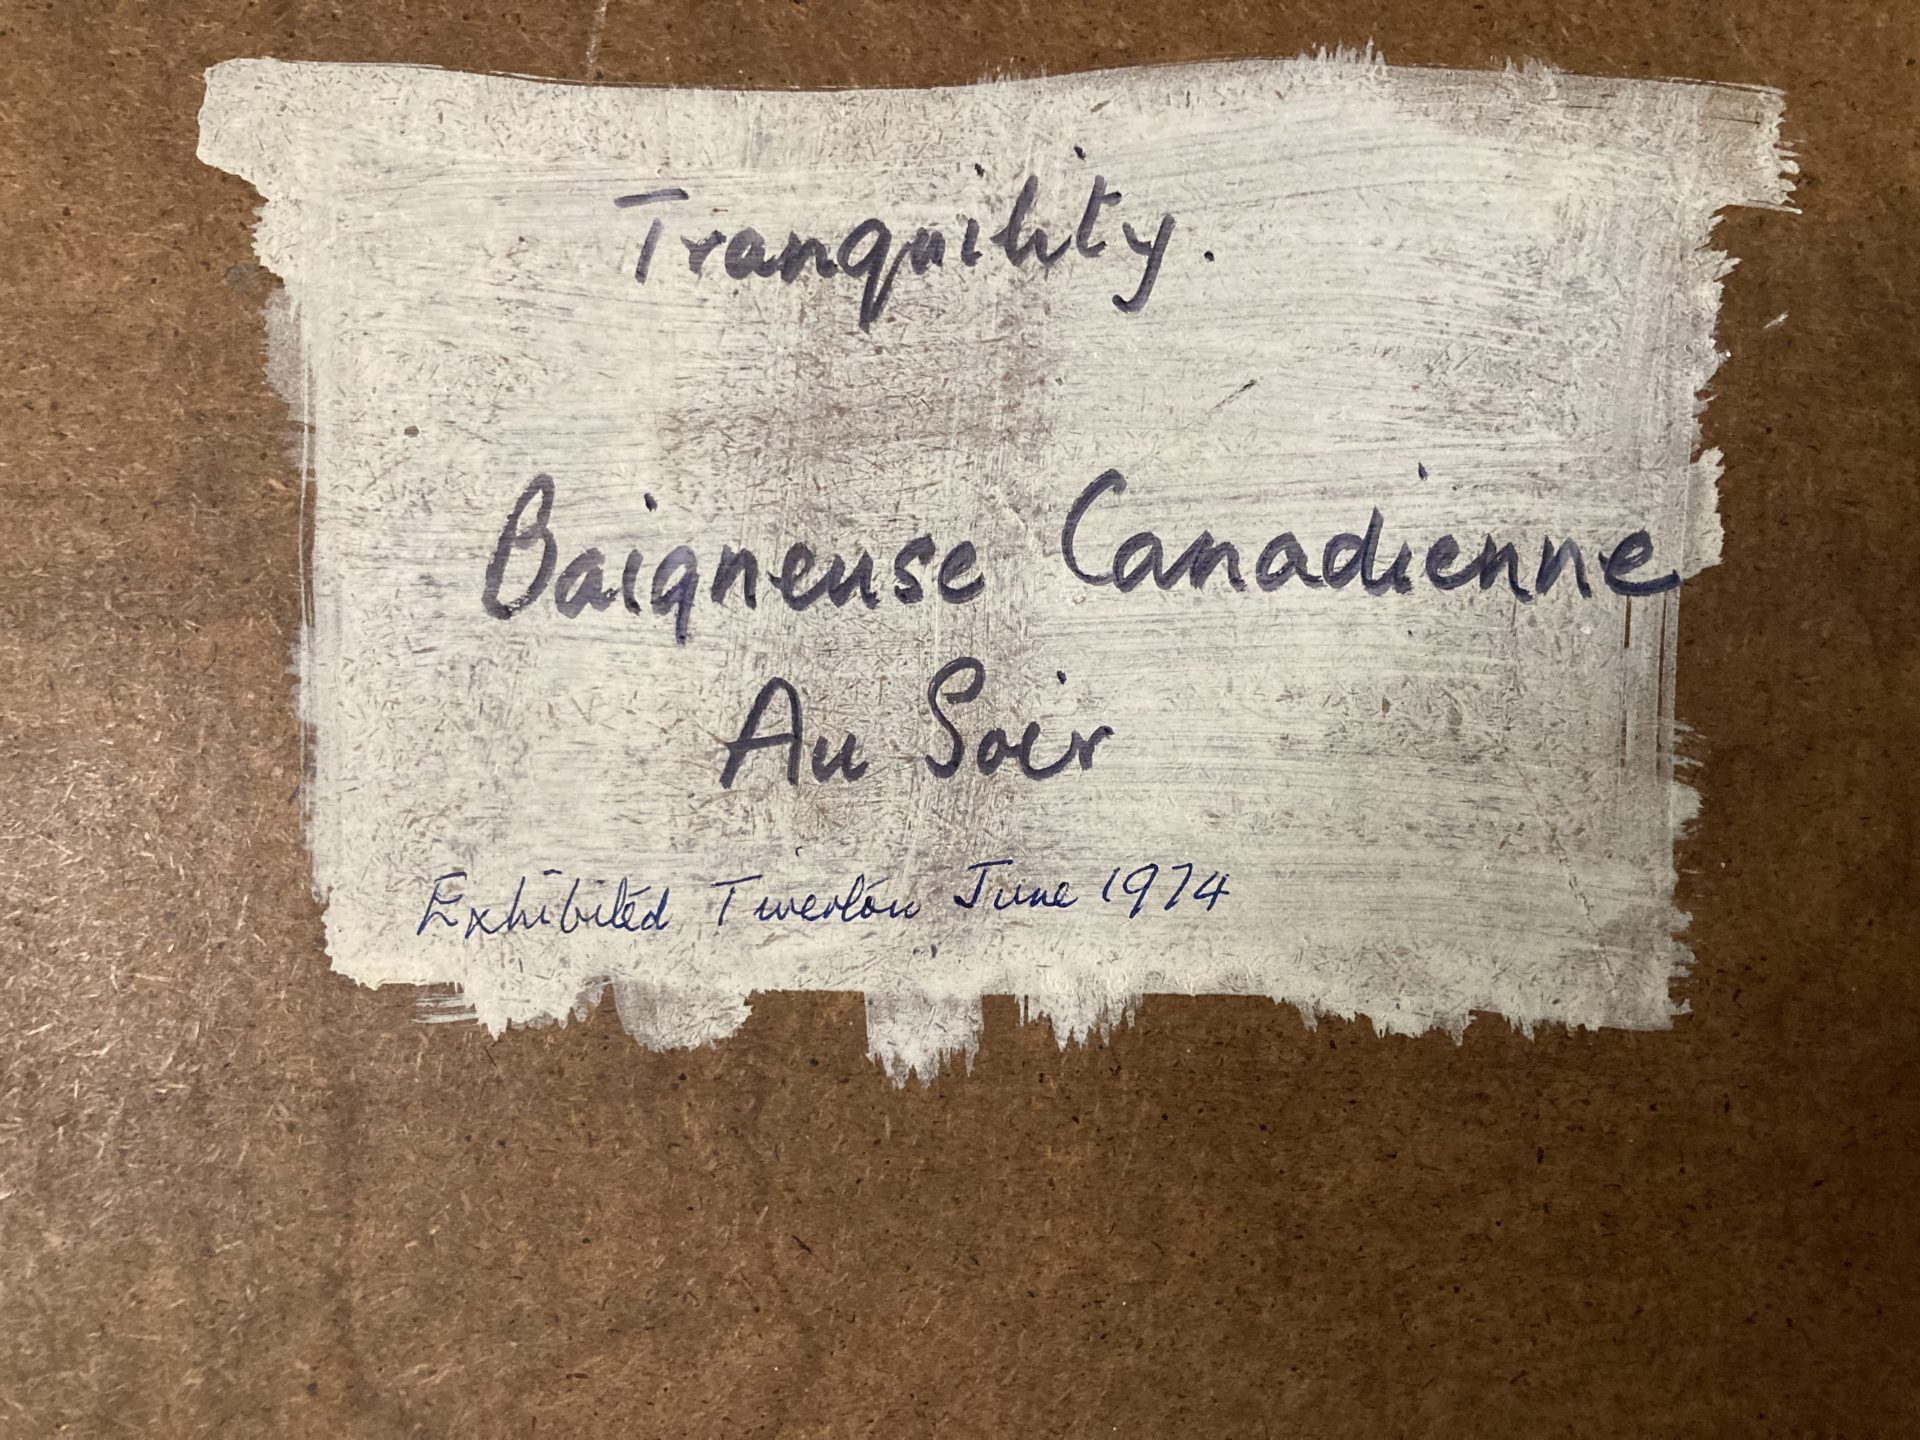 Tranquility.
Baigneuse Canadienne
Au Soir
Exhibited Tiverton June 1974